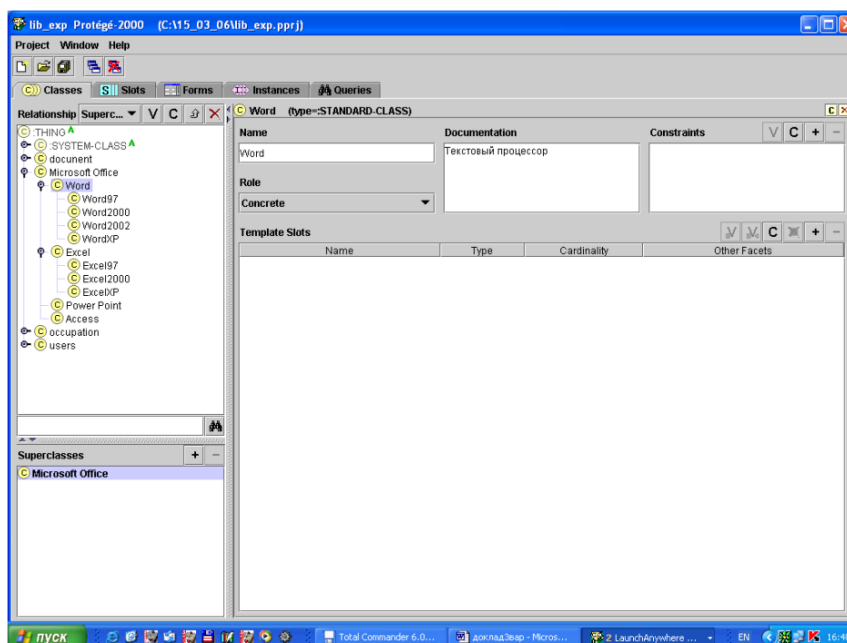 lib_exp Protégé-2000 (C:\15_03_06\lib_exp.pprj)
Project Window Help
Classes Slots Forms Instances Queries
Relationship Superc... V C
Word (type=:STANDARD-CLASS)
:THING A
:SYSTEM-CLASS A
document
Microsoft Office
Word
Word97
Word2000
Word2002
WordXP
Excel
Excel97
Excel2000
ExcelXP
Power Point
Access
occupation
users
Name Documentation Constraints V C + −
Word
Текстовый процессор
Role
Concrete
Template Slots C + −
Name Type Cardinality Other Facets
Superclasses + −
Microsoft Office
пуск Total Commander 6.0... доклад3вар - Micros... 2 LaunchAnywhere ... EN